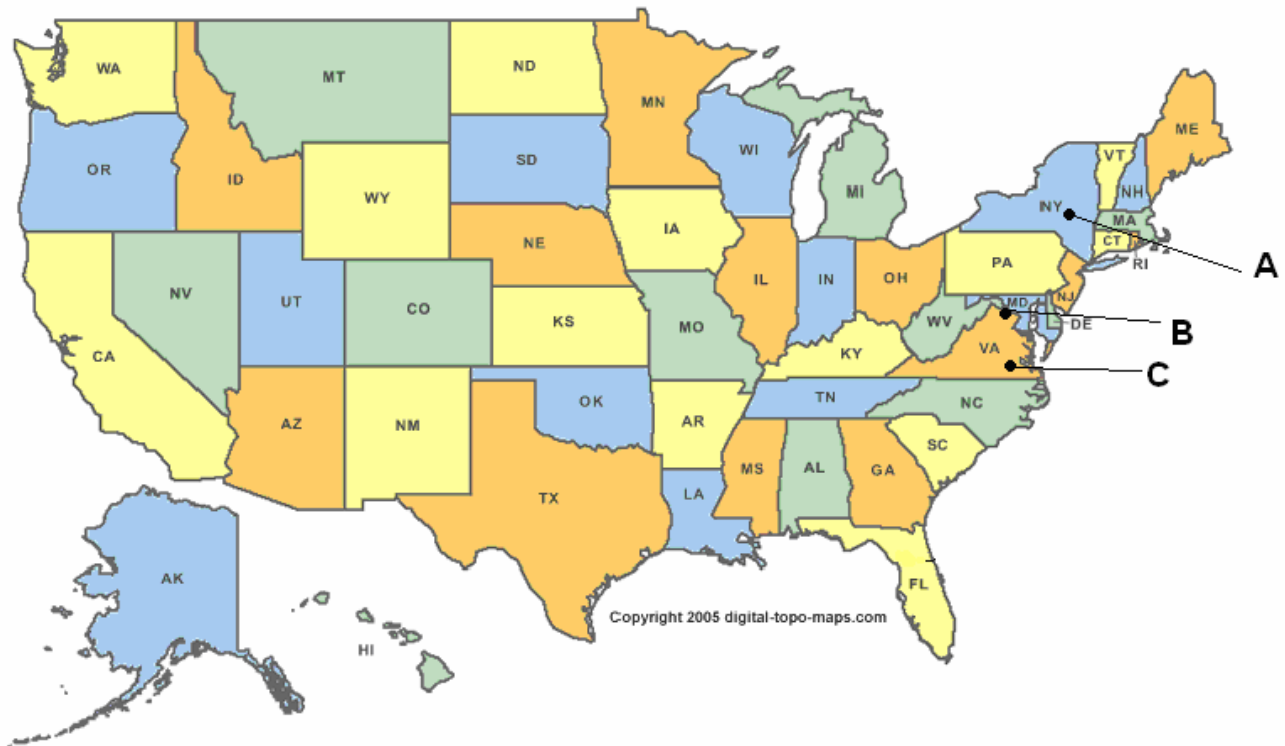 WA
MT
ND
MN
ME
VT
OR
ID
SD
WI
NH
MI
NY
WY
MA
IA
CT
NE
PA
RI
A
NV
UT
CO
IL
IN
OH
NJ
MD
DE
B
KS
MO
WV
VA
CA
KY
C
AZ
NM
OK
TN
NC
AR
SC
TX
MS
AL
GA
LA
AK
FL
Copyright 2005 digital-topo-maps.com
HI